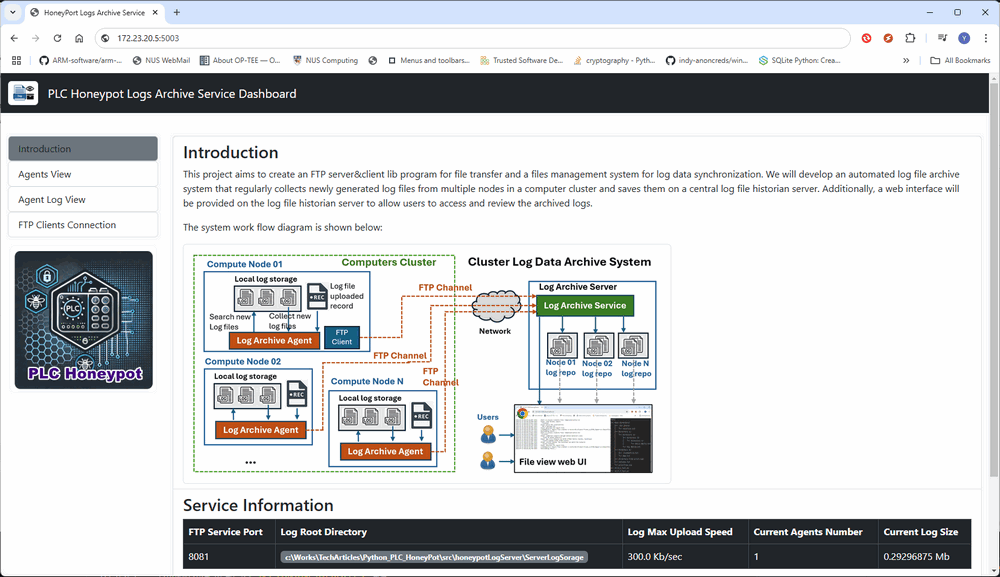 HoneyPort Logs Archive Service
172.23.20.5:5003
ARM-software/arm-...
NUS WebMail
About OP-TEE — O...
NUS Computing
Menus and toolbars...
Trusted Software De...
cryptography - Pyth...
indy-anoncreds/win...
SQLite Python: Crea...
All Bookmarks
PLC Honeypot Logs Archive Service Dashboard
Introduction
Agents View
Agent Log View
FTP Clients Connection
PLC
PLC Honeypot
Introduction
This project aims to create an FTP server&client lib program for file transfer and a files management system for log data synchronization. We will develop an automated log file archive
system that regularly collects newly generated log files from multiple nodes in a computer cluster and saves them on a central log file historian server. Additionally, a web interface will
be provided on the log file historian server to allow users to access and review the archived logs.
The system work flow diagram is shown below:
Compute Node 01
Computers Cluster
Local log storage
REC
Log file
uploaded
record
Search new
Log files
Collect new
log files
Log Archive Agent
FTP
Client
Compute Node 02
Local log storage
REC
Log Archive Agent
...
Compute Node N
Local log storage
REC
Log Archive Agent
FTP Channel
FTP Channel
FTP
Channel
Cluster Log Data Archive System
Network
Log Archive Server
Log Archive Service
Node 01
log repo
Node 02
log repo
Node N
log repo
Users
File view web UI
Service Information
FTP Service Port
Log Root Directory
Log Max Upload Speed
Current Agents Number
Current Log Size
8081
c:\Works\TechArticles\Python_PLC_HoneyPot\src\honeypotLogServer\ServerLogSorage
300.0 Kb/sec
1
0.29296875 Mb